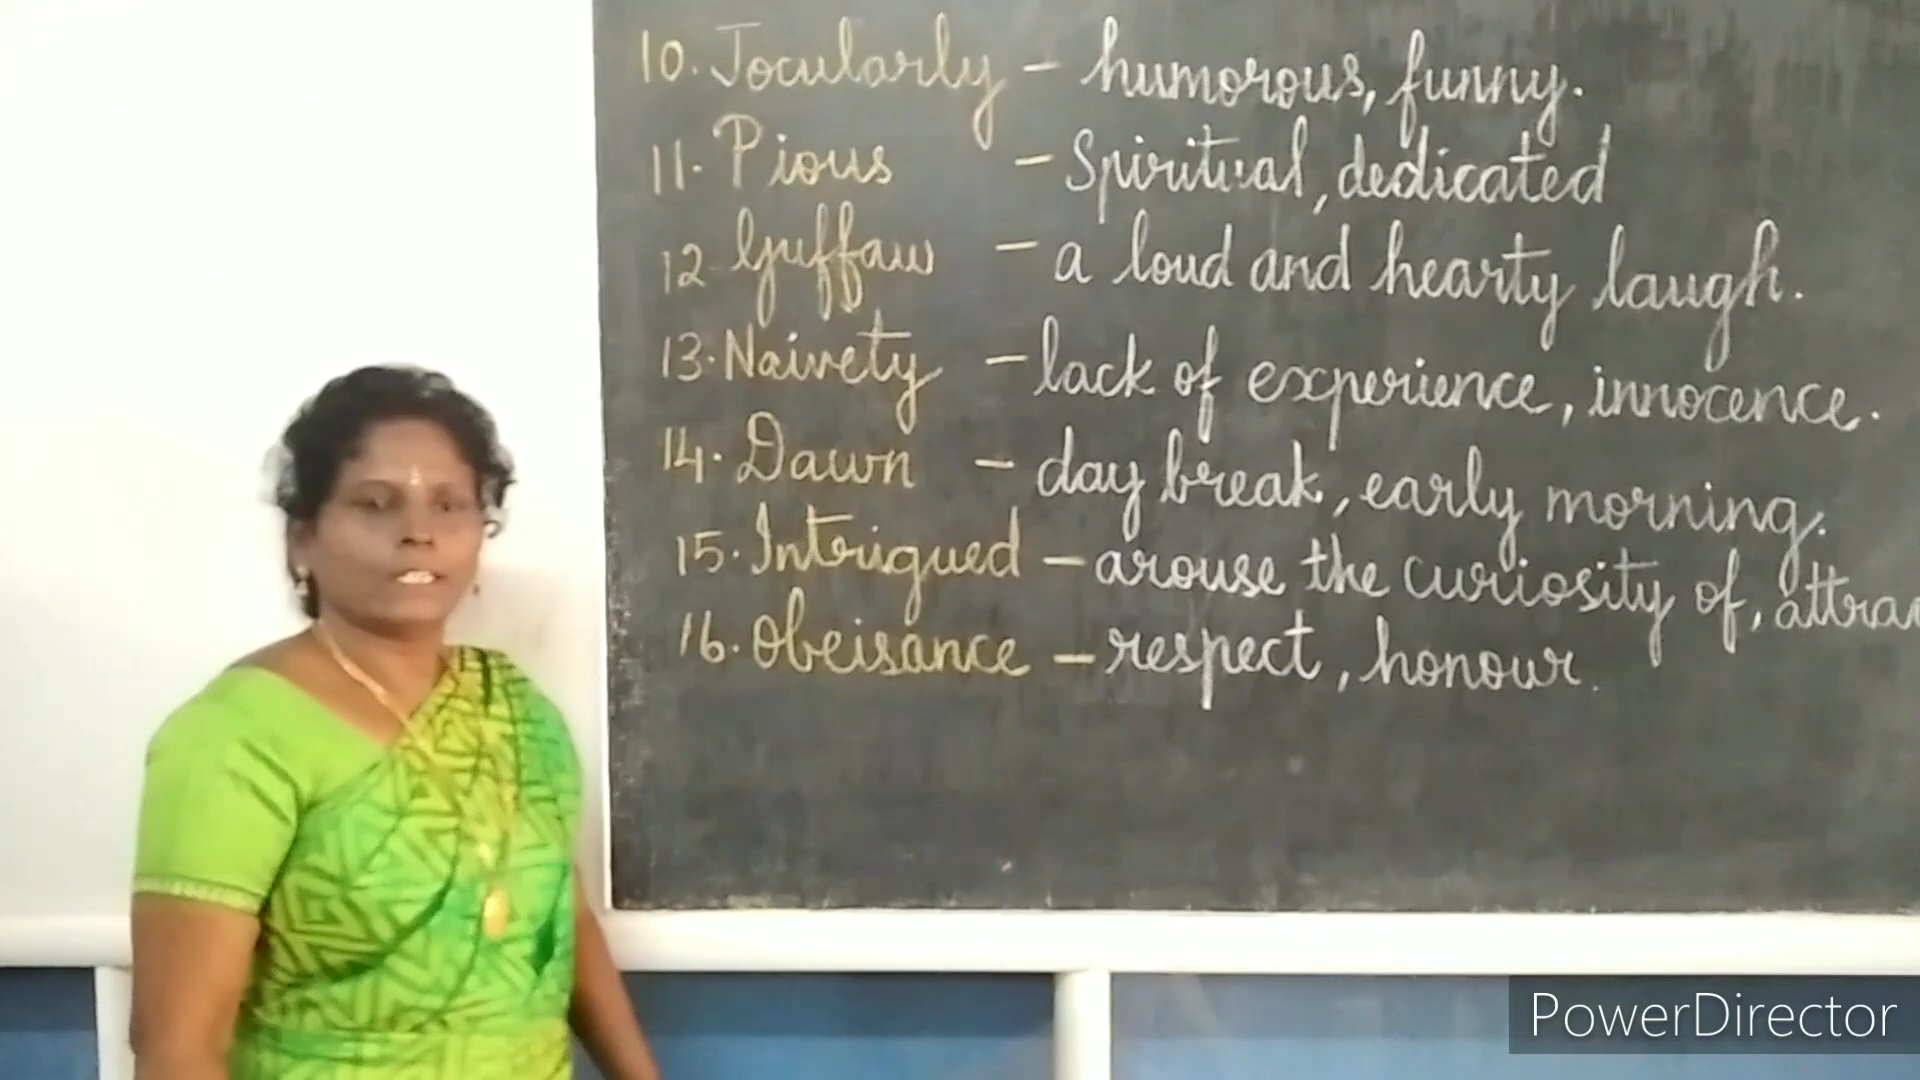 10. Jocularly - humorous, funny.
11. Pious - Spiritual, dedicated
12. Guffaw - a loud and hearty laugh.
13. Naivety - lack of experience, innocence.
14. Dawn - day break, early morning.
15. Intrigued - arouse the curiosity of, attrac
16. Obeisance - respect, honour.
PowerDirector